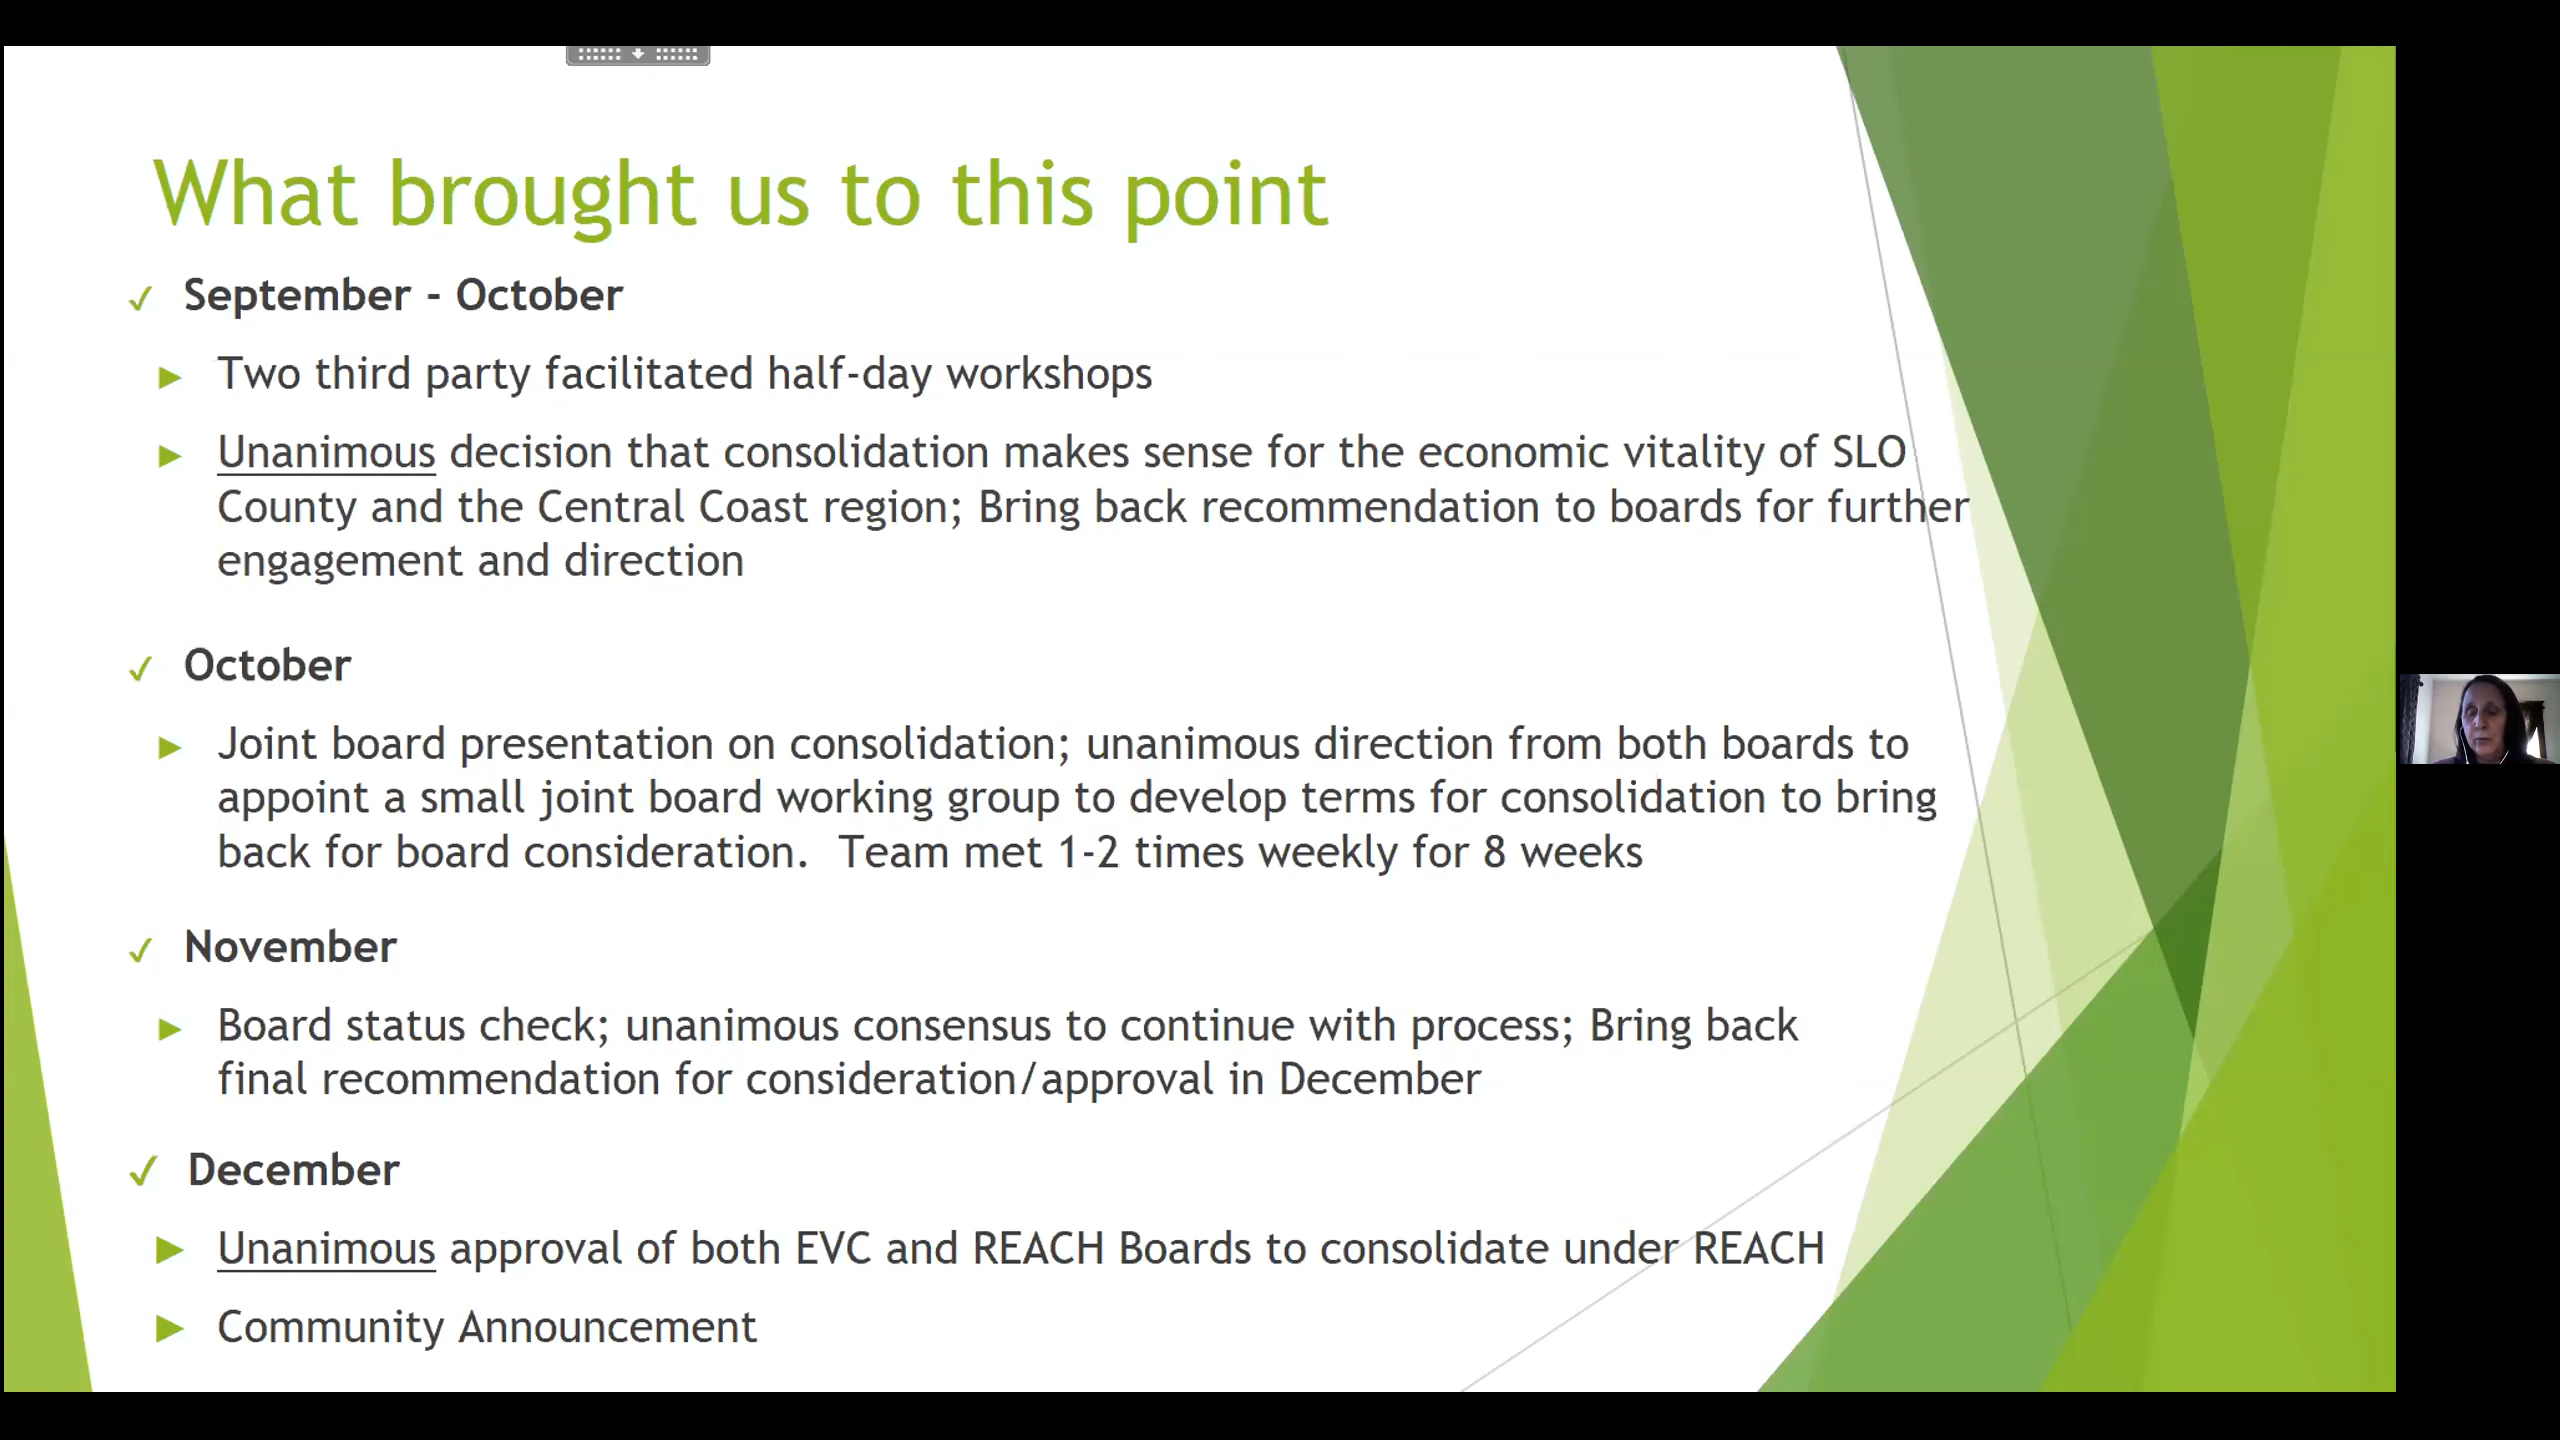 What brought us to this point
✓ September - October
► Two third party facilitated half-day workshops
► Unanimous decision that consolidation makes sense for the economic vitality of SLO
County and the Central Coast region; Bring back recommendation to boards for further
engagement and direction
✓ October
► Joint board presentation on consolidation; unanimous direction from both boards to
appoint a small joint board working group to develop terms for consolidation to bring
back for board consideration.  Team met 1-2 times weekly for 8 weeks
✓ November
► Board status check; unanimous consensus to continue with process; Bring back
final recommendation for consideration/approval in December
✓ December
► Unanimous approval of both EVC and REACH Boards to consolidate under REACH
► Community Announcement